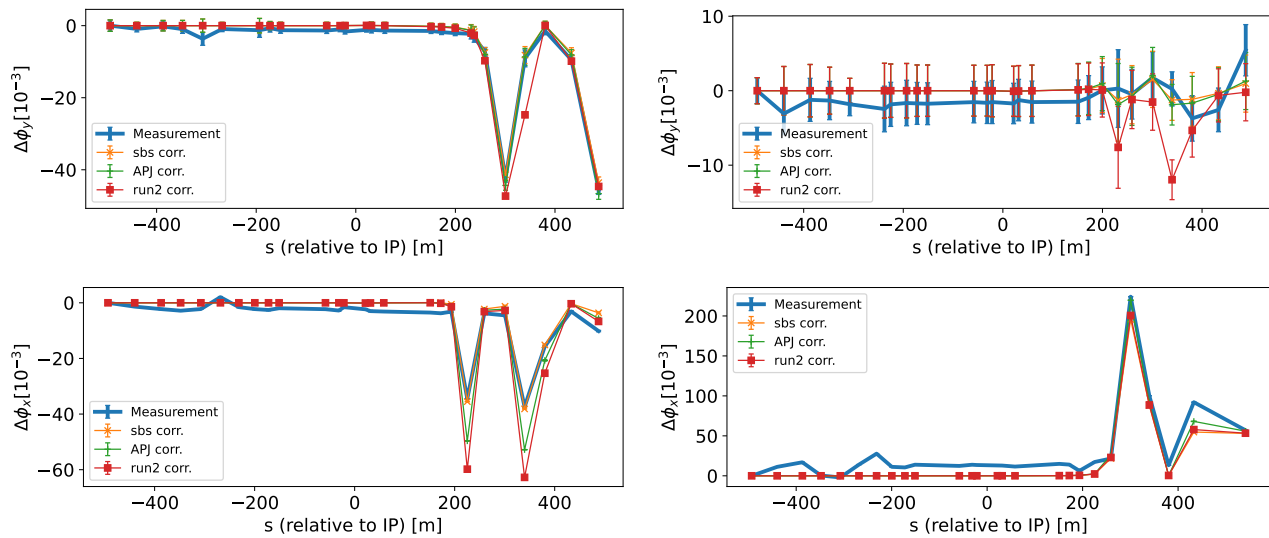 0
−20
−40
Δϕy[10⁻³]
Measurement
sbs corr.
APJ corr.
run2 corr.
−400
−200
0
200
400
s (relative to IP) [m]
10
0
−10
Δϕy[10⁻³]
Measurement
sbs corr.
APJ corr.
run2 corr.
−400
−200
0
200
400
s (relative to IP) [m]
0
−20
−40
−60
Δϕx[10⁻³]
Measurement
sbs corr.
APJ corr.
run2 corr.
−400
−200
0
200
400
s (relative to IP) [m]
200
150
100
50
0
Δϕx[10⁻³]
Measurement
sbs corr.
APJ corr.
run2 corr.
−400
−200
0
200
400
s (relative to IP) [m]